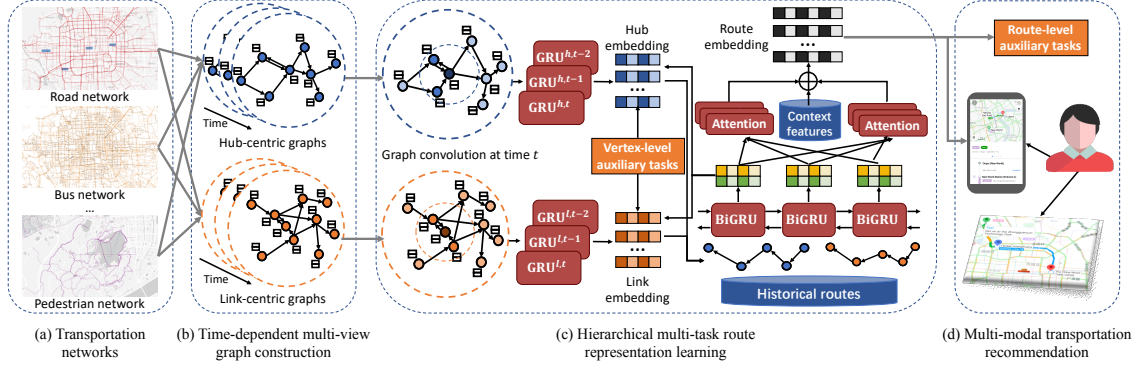 Road network
Bus network
...
Pedestrian network
(a) Transportation
networks
Time
Hub-centric graphs
Time
Link-centric graphs
(b) Time-dependent multi-view
graph construction
Graph convolution at time t
GRU^{h,t−2}
GRU^{h,t−1}
GRU^{h,t}
GRU^{l,t−2}
GRU^{l,t−1}
GRU^{l,t}
Hub
embedding
...
Vertex-level
auxiliary tasks
...
Link
embedding
Route
embedding
...
Attention
Context
features
Attention
BiGRU
BiGRU
BiGRU
Historical routes
(c) Hierarchical multi-task route
representation learning
Route-level
auxiliary tasks
(d) Multi-modal transportation
recommendation